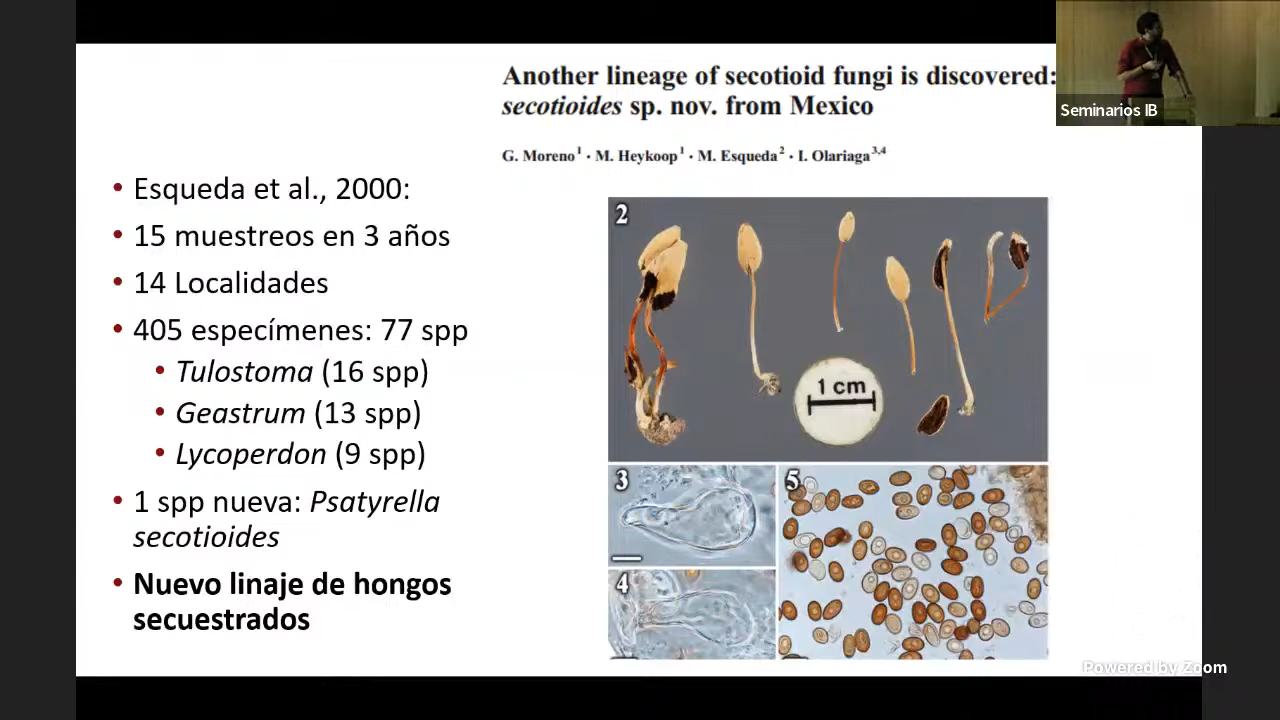 Another lineage of secotioid fungi is discovered:
secotioides sp. nov. from Mexico
G. Moreno1 · M. Heykoop1 · M. Esqueda2 · I. Olariaga3,4
Seminarios IB
• Esqueda et al., 2000:
• 15 muestreos en 3 años
• 14 Localidades
• 405 especímenes: 77 spp
• Tulostoma (16 spp)
• Geastrum (13 spp)
• Lycoperdon (9 spp)
• 1 spp nueva: Psatyrella
secotioides
• Nuevo linaje de hongos
secuestrados
2
1 cm
3
4
5
Powered by Zoom